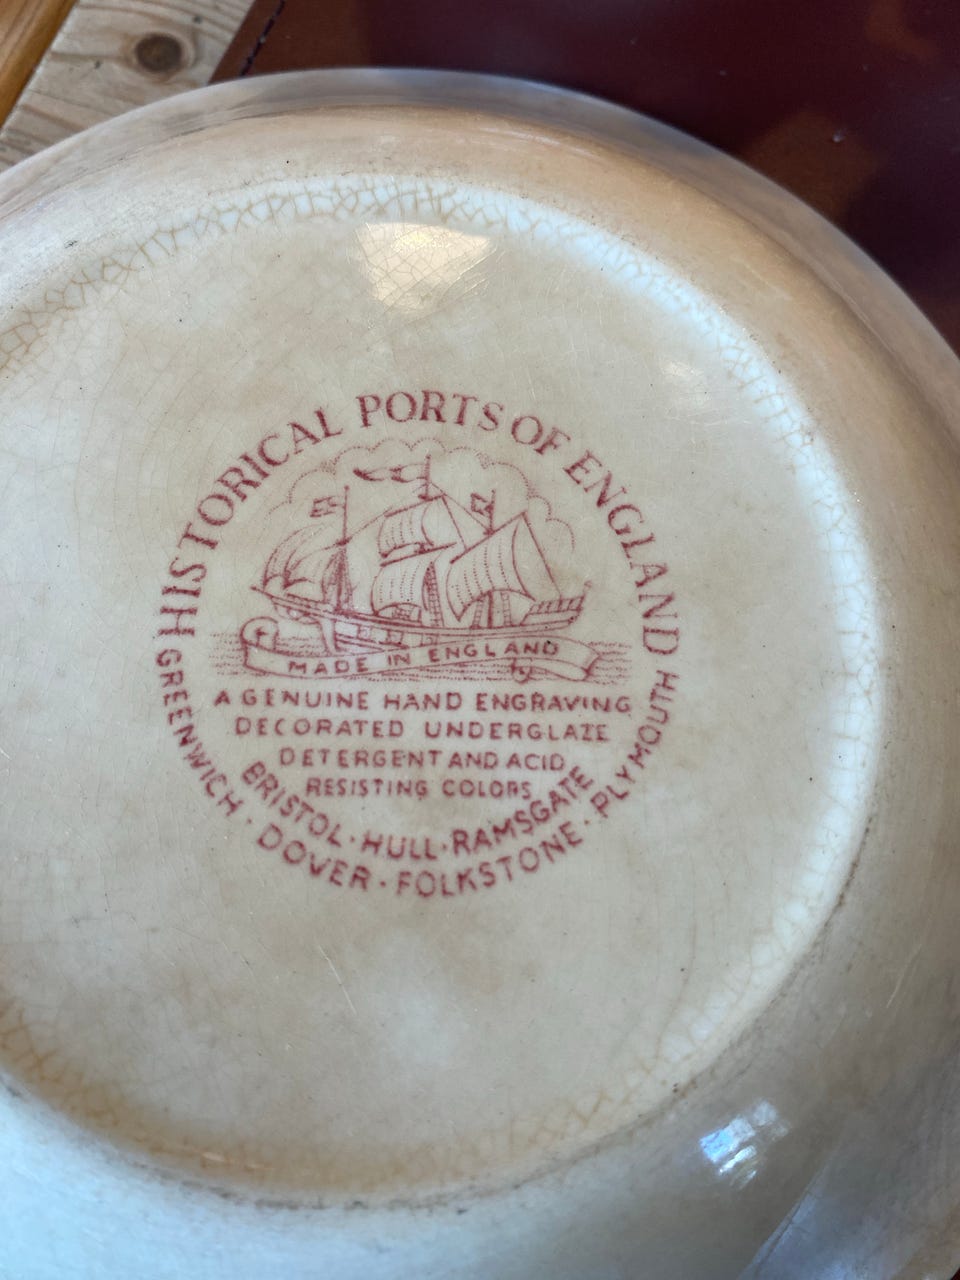 HISTORICAL PORTS OF ENGLAND
MADE IN ENGLAND
A GENUINE HAND ENGRAVING
DECORATED UNDERGLAZE
DETERGENT AND ACID
RESISTING COLORS
BRISTOL · HULL · RAMSGATE
GREENWICH · DOVER · FOLKSTONE · PLYMOUTH